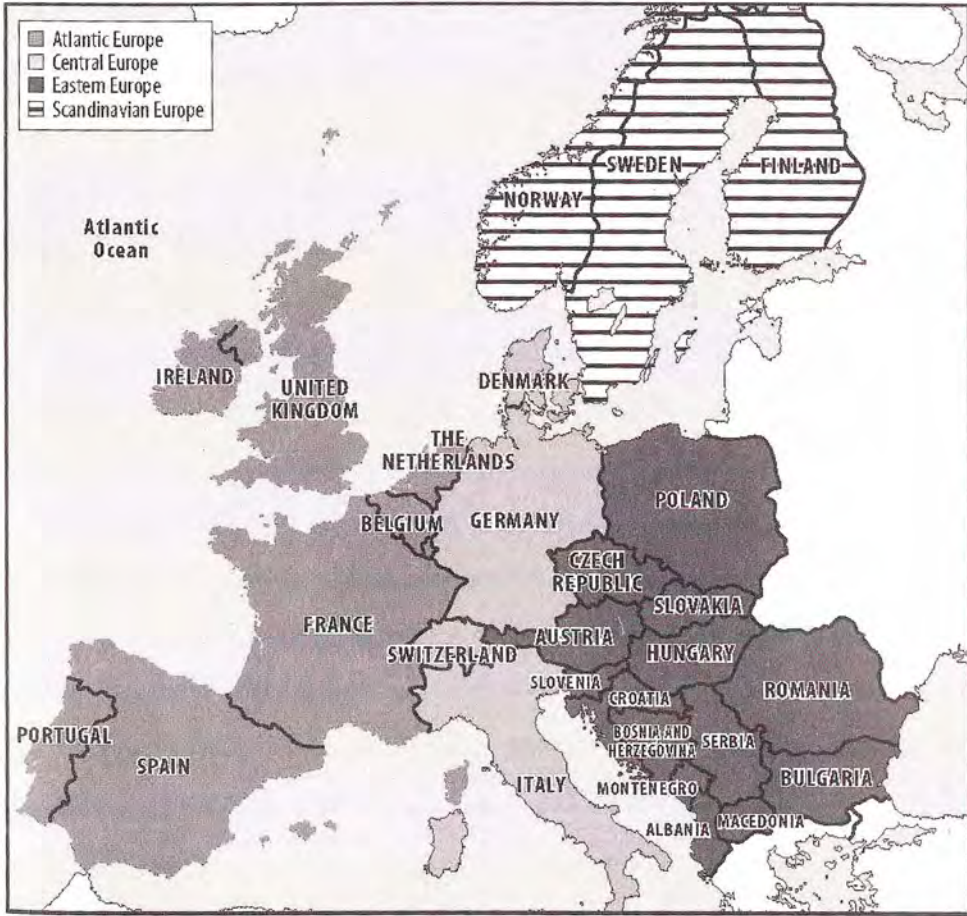 Atlantic Europe
Central Europe
Eastern Europe
Scandinavian Europe
Atlantic
Ocean
NORWAY
SWEDEN
FINLAND
IRELAND
UNITED
KINGDOM
DENMARK
THE
NETHERLANDS
BELGIUM
GERMANY
POLAND
CZECH
REPUBLIC
SLOVAKIA
FRANCE
SWITZERLAND
AUSTRIA
HUNGARY
SLOVENIA
CROATIA
ROMANIA
BOSNIA AND
HERZEGOVINA
SERBIA
PORTUGAL
SPAIN
ITALY
MONTENEGRO
BULGARIA
ALBANIA
MACEDONIA